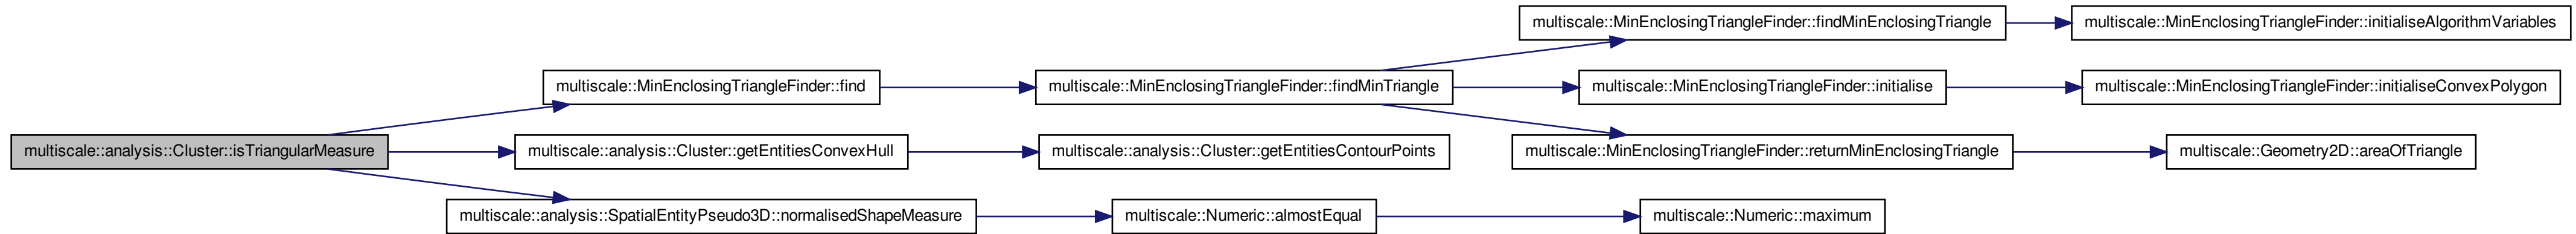 multiscale::MinEnclosingTriangleFinder::findMinEnclosingTriangle
multiscale::MinEnclosingTriangleFinder::initialiseAlgorithmVariables
multiscale::MinEnclosingTriangleFinder::find
multiscale::MinEnclosingTriangleFinder::findMinTriangle
multiscale::MinEnclosingTriangleFinder::initialise
multiscale::MinEnclosingTriangleFinder::initialiseConvexPolygon
multiscale::analysis::Cluster::isTriangularMeasure
multiscale::analysis::Cluster::getEntitiesConvexHull
multiscale::analysis::Cluster::getEntitiesContourPoints
multiscale::MinEnclosingTriangleFinder::returnMinEnclosingTriangle
multiscale::Geometry2D::areaOfTriangle
multiscale::analysis::SpatialEntityPseudo3D::normalisedShapeMeasure
multiscale::Numeric::almostEqual
multiscale::Numeric::maximum